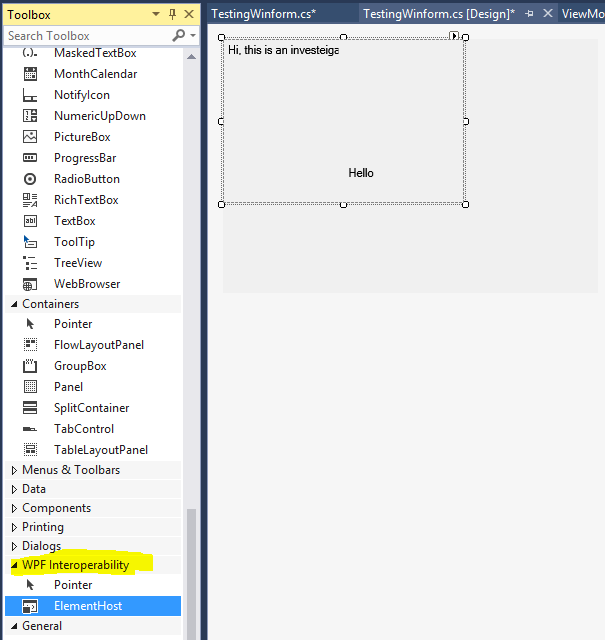 Toolbox
Search Toolbox
MaskedTextBox
MonthCalendar
NotifyIcon
NumericUpDown
PictureBox
ProgressBar
RadioButton
RichTextBox
TextBox
ToolTip
TreeView
WebBrowser
Containers
Pointer
FlowLayoutPanel
GroupBox
Panel
SplitContainer
TabControl
TableLayoutPanel
Menus & Toolbars
Data
Components
Printing
Dialogs
WPF Interoperability
Pointer
ElementHost
General
TestingWinform.cs*
TestingWinform.cs [Design]*
ViewMo
Hi, this is an investeiga
Hello